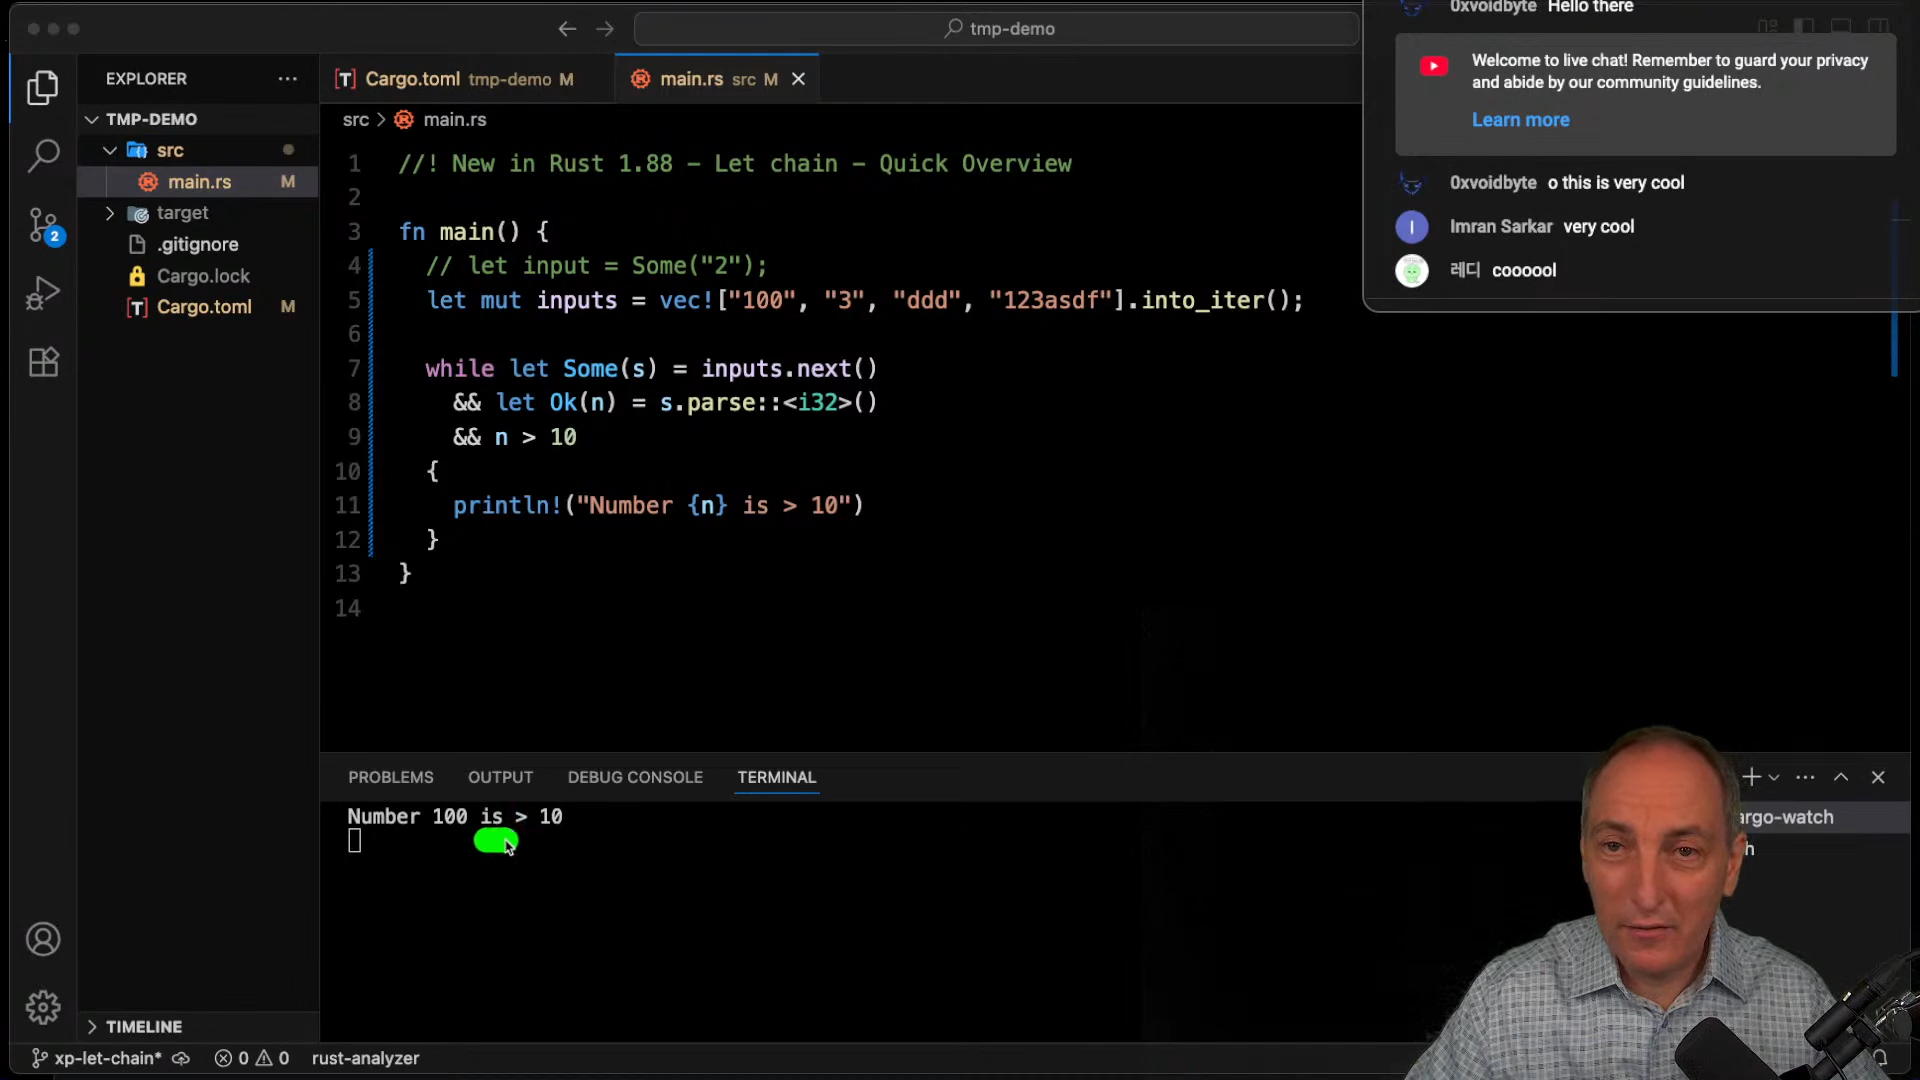 tmp-demo
EXPLORER
TMP-DEMO
src
main.rs M
target
.gitignore
Cargo.lock
Cargo.toml M
2
TIMELINE
Cargo.toml tmp-demo M
main.rs src M
src > main.rs
1 //! New in Rust 1.88 – Let chain – Quick Overview
2
3 fn main() {
4 // let input = Some("2");
5 let mut inputs = vec!["100", "3", "ddd", "123asdf"].into_iter();
6
7 while let Some(s) = inputs.next()
8 && let Ok(n) = s.parse::<i32>()
9 && n > 10
10 {
11 println!("Number {n} is > 10")
12 }
13 }
14
PROBLEMS OUTPUT DEBUG CONSOLE TERMINAL
Number 100 is > 10
argo-watch
h
0xvoidbyte Hello there
Welcome to live chat! Remember to guard your privacy
and abide by our community guidelines.
Learn more
0xvoidbyte o this is very cool
I Imran Sarkar very cool
레디 coooool
xp-let-chain* 0 0 rust-analyzer